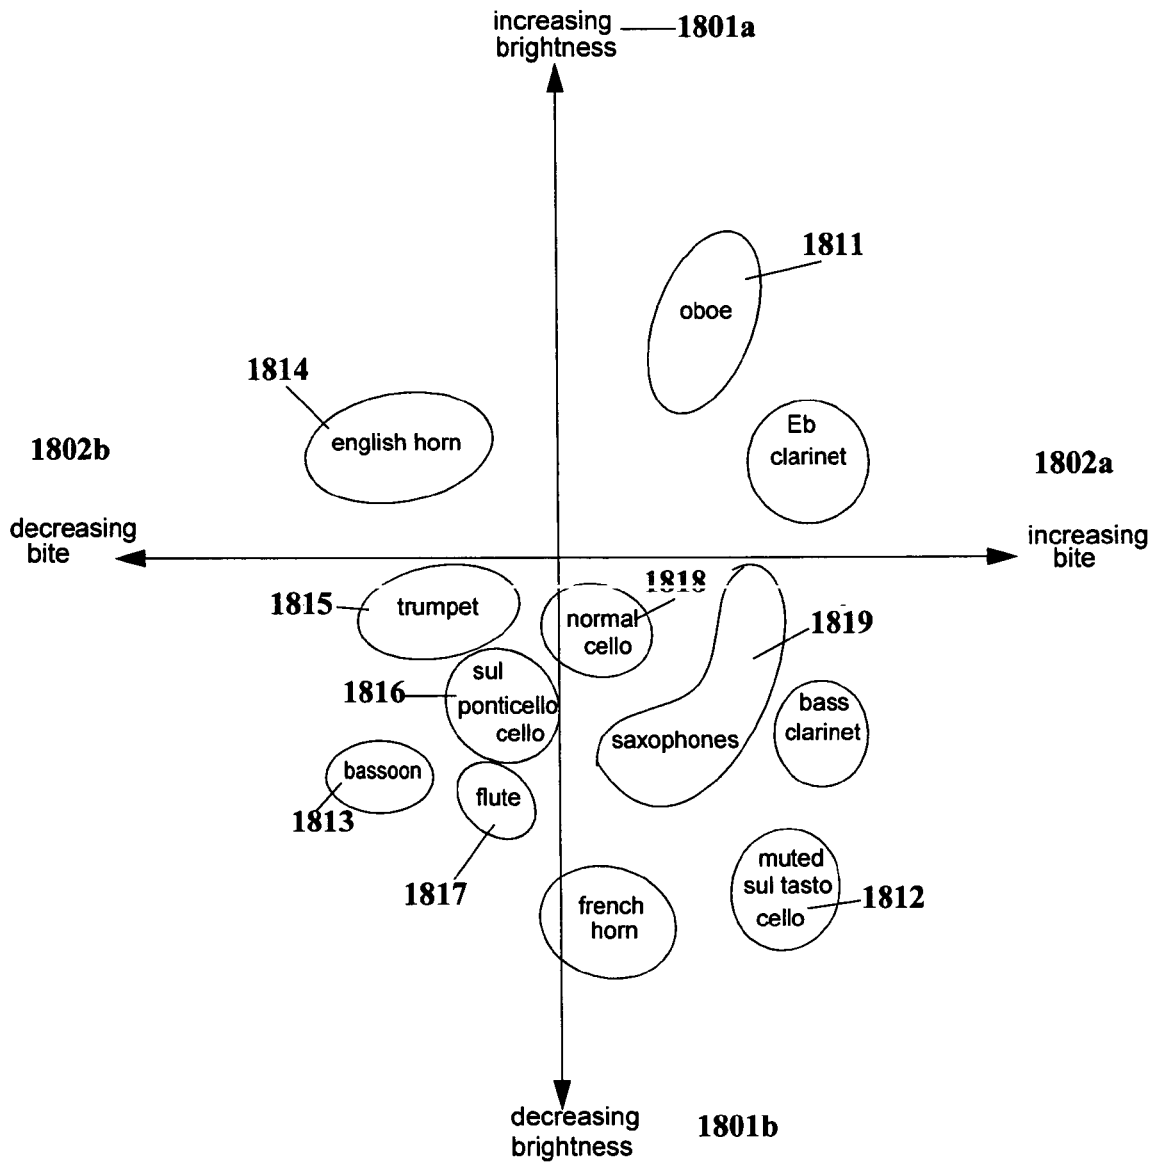 increasing
brightness
1801a
1811
oboe
1814
english horn
Eb
clarinet
1802b
1802a
decreasing
bite
increasing
bite
1818
1815
trumpet
normal
cello
1819
sul
ponticello
cello
1816
bass
clarinet
saxophones
bassoon
flute
1813
1817
muted
sul tasto
cello
1812
french
horn
decreasing
brightness
1801b